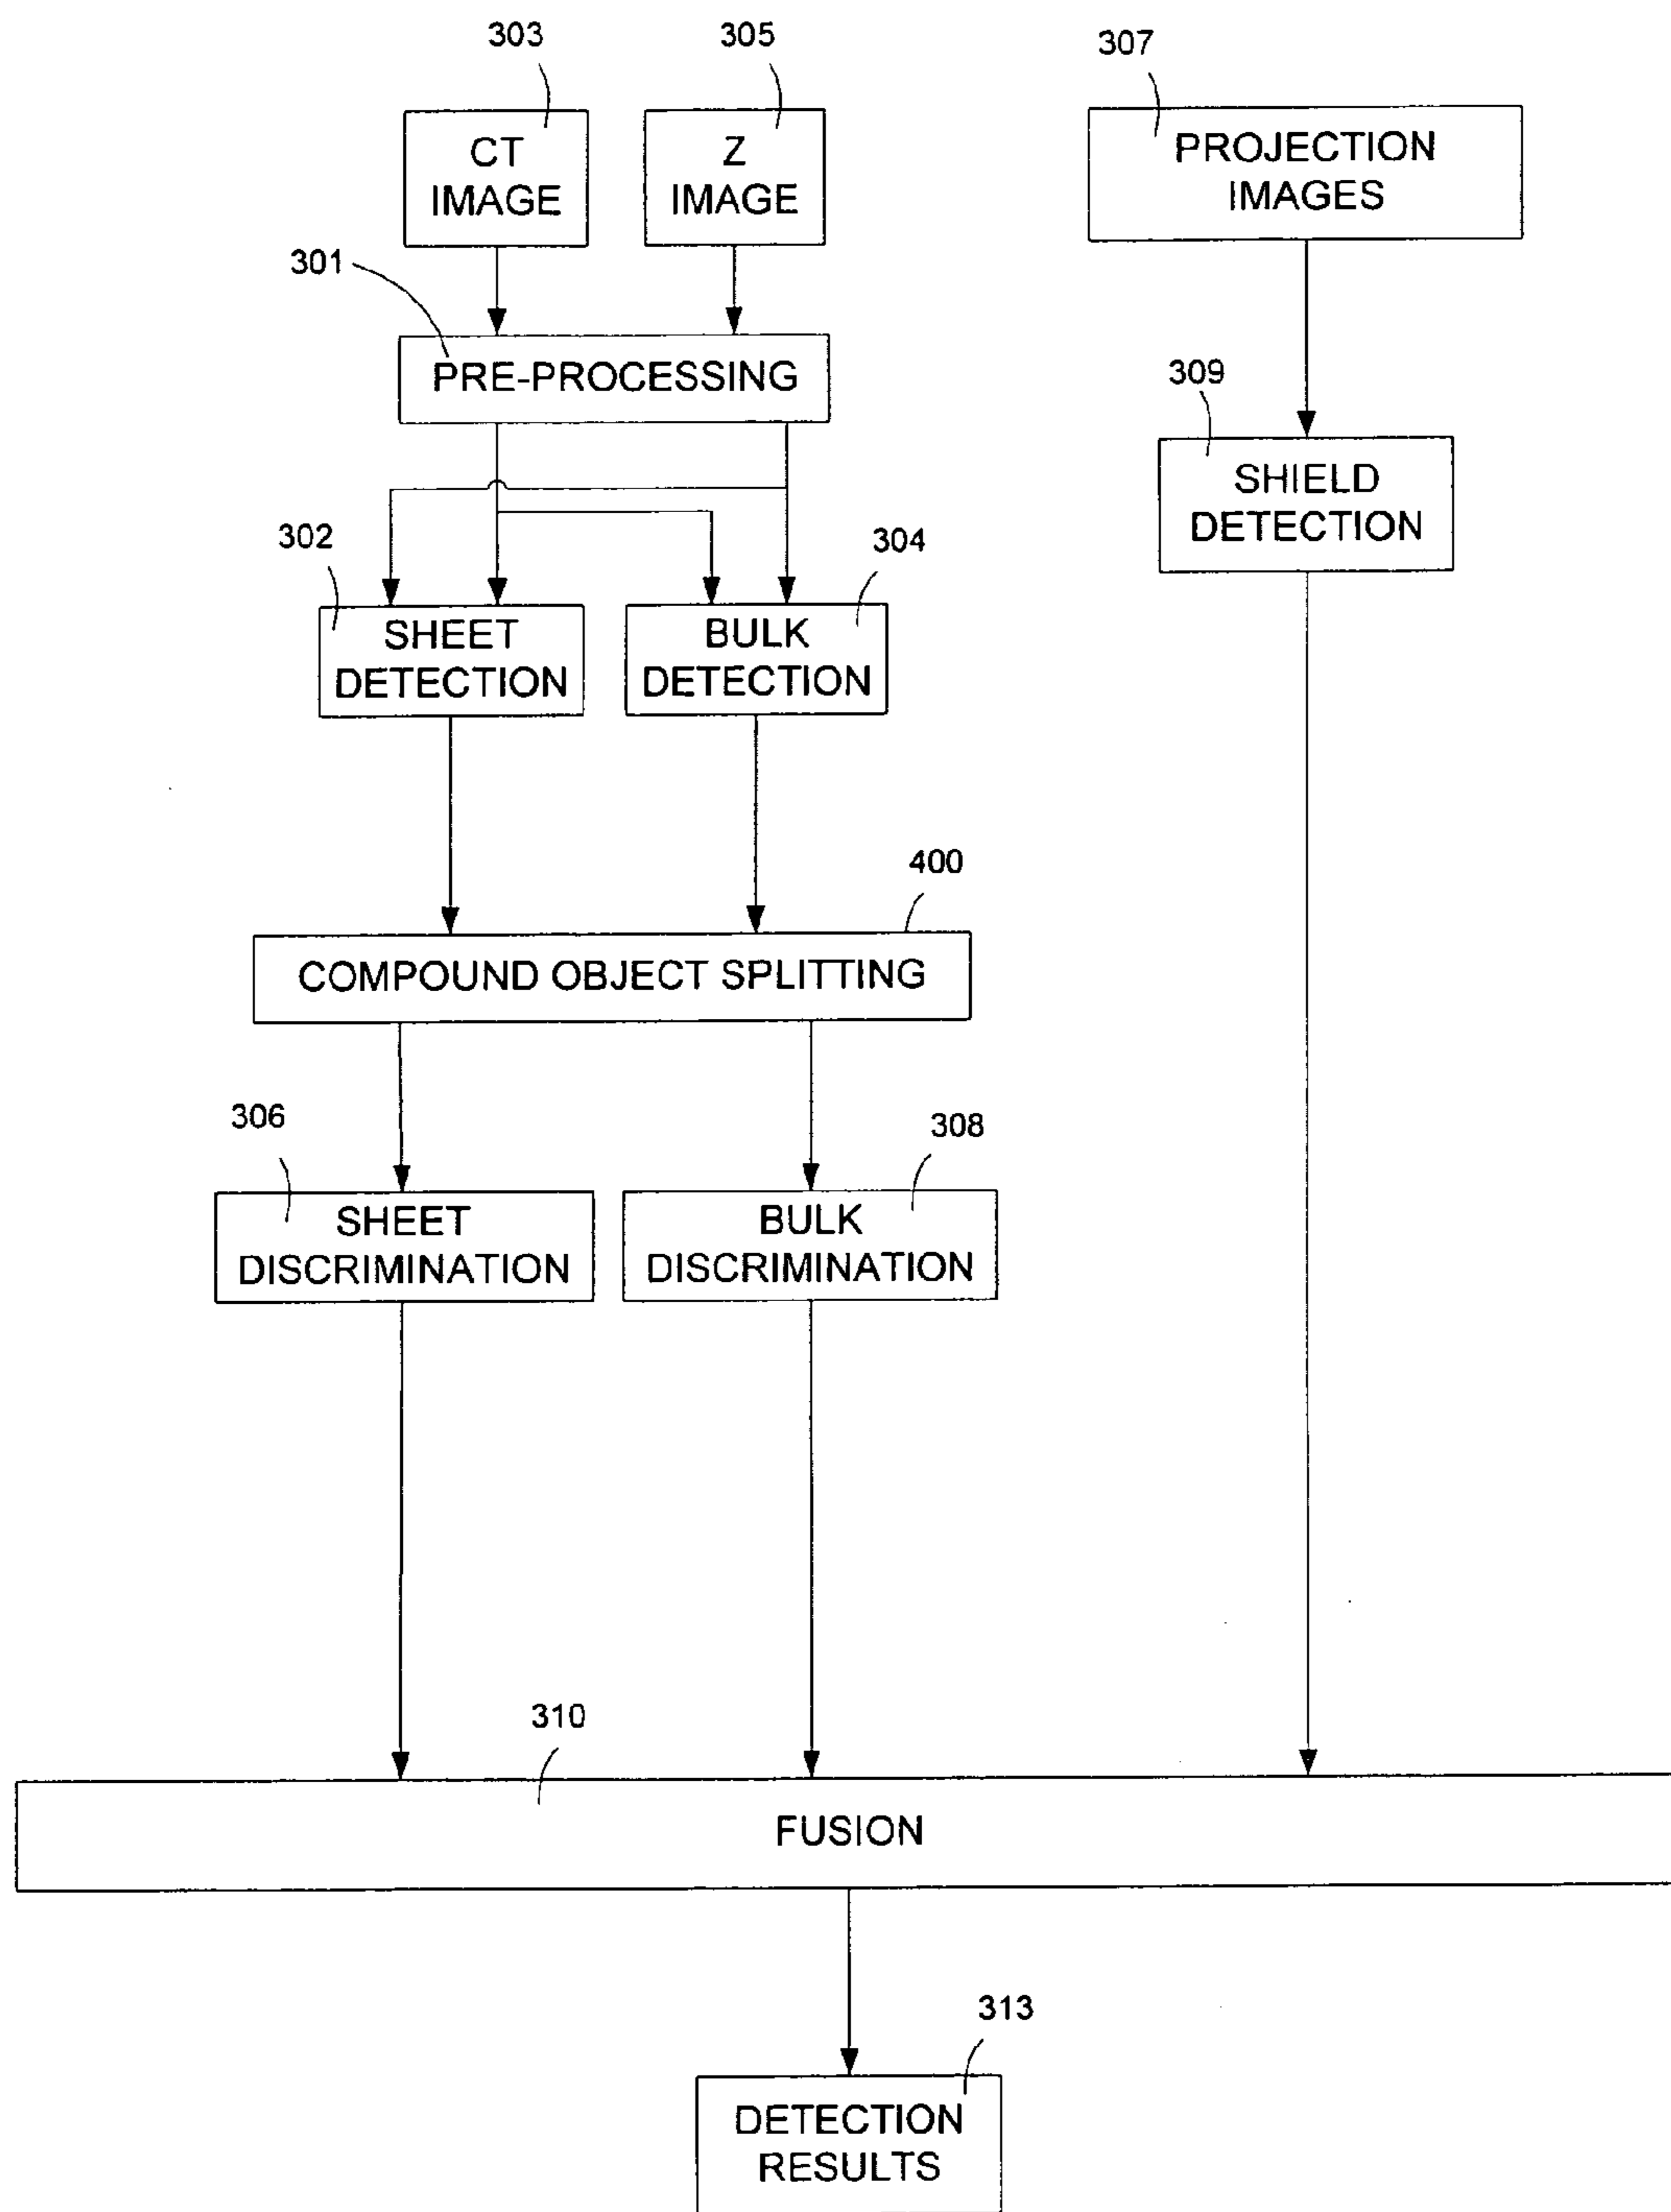 303
305
307
CT
IMAGE
Z
IMAGE
PROJECTION
IMAGES
301
PRE-PROCESSING
309
SHIELD
DETECTION
302
304
SHEET
DETECTION
BULK
DETECTION
400
COMPOUND OBJECT SPLITTING
306
308
SHEET
DISCRIMINATION
BULK
DISCRIMINATION
310
FUSION
313
DETECTION
RESULTS